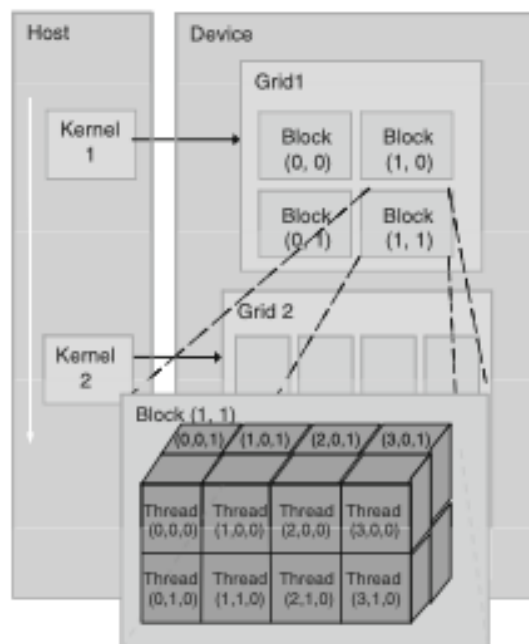 Host
Device
Grid1
Kernel
1
Block
(0, 0)
Block
(1, 0)
Block
(0, 1)
Block
(1, 1)
Grid 2
Kernel
2
Block (1, 1)
(0,0,1)
(1,0,1)
(2,0,1)
(3,0,1)
Thread
(0,0,0)
Thread
(1,0,0)
Thread
(2,0,0)
Thread
(3,0,0)
Thread
(0,1,0)
Thread
(1,1,0)
Thread
(2,1,0)
Thread
(3,1,0)